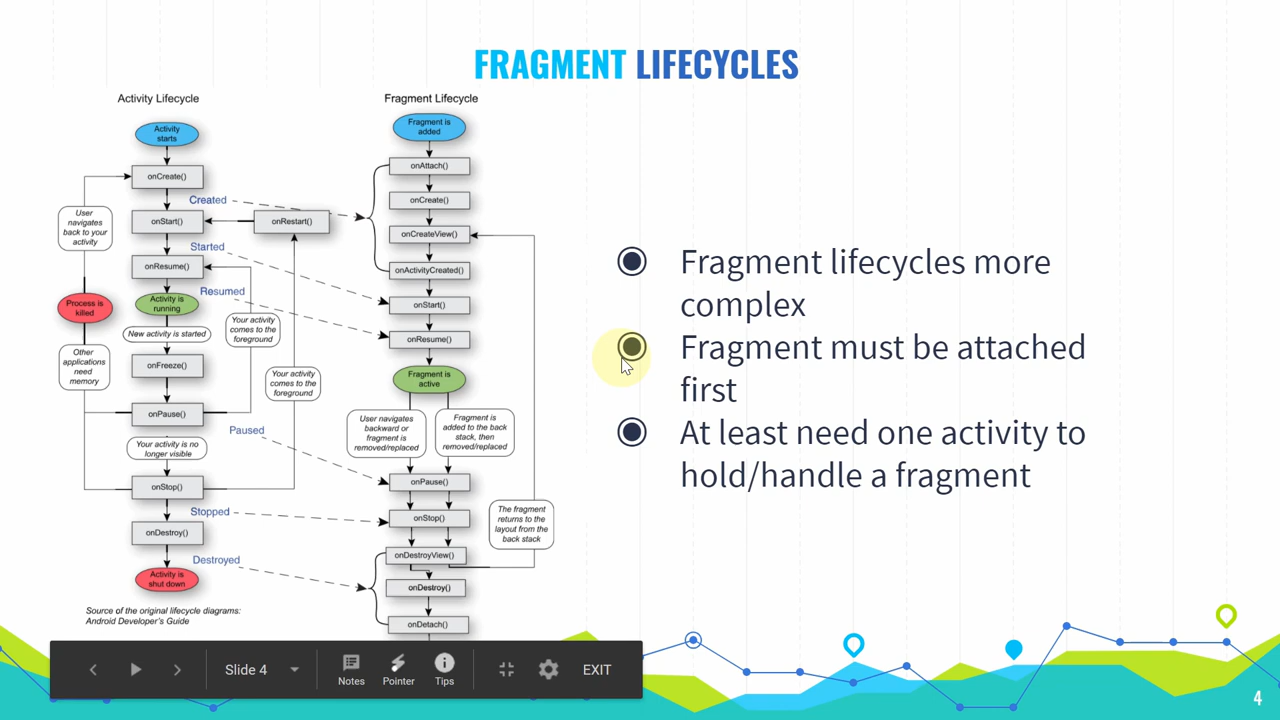 FRAGMENT LIFECYCLES
Activity Lifecycle
Activity
starts
onCreate()
Created
User
navigates
back to your
activity
onStart()
onRestart()
Started
onResume()
Resumed
Process is
killed
Activity is
running
New activity is started
Your activity
comes to the
foreground
Other
applications
need
memory
onFreeze()
Your activity
comes to the
foreground
onPause()
Paused
Your activity is no
longer visible
onStop()
Stopped
onDestroy()
Destroyed
Activity is
shut down
Source of the original lifecycle diagrams:
Android Developer's Guide
Fragment Lifecycle
Fragment is
added
onAttach()
onCreate()
onCreateView()
onActivityCreated()
onStart()
onResume()
Fragment is
active
User navigates
backward or
fragment is
removed/replaced
Fragment is
added to the back
stack, then
removed/replaced
onPause()
onStop()
The fragment
returns to the
layout from the
back stack
onDestroyView()
onDestroy()
onDetach()
Fragment lifecycles more
complex
Fragment must be attached
first
At least need one activity to
hold/handle a fragment
Slide 4
Notes
Pointer
Tips
EXIT
4